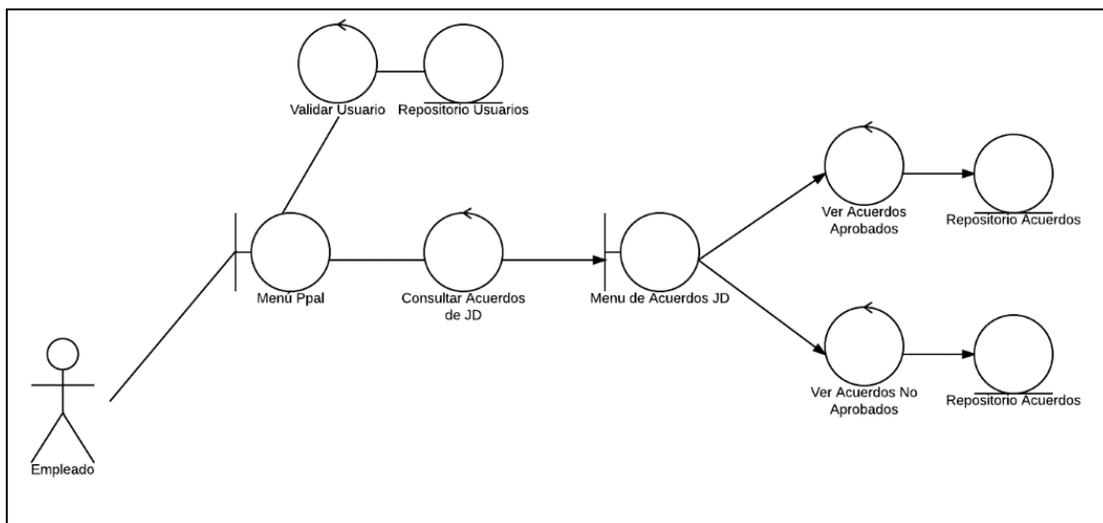 Validar Usuario
Repositorio Usuarios
Ver Acuerdos
Aprobados
Repositorio Acuerdos
Menú Ppal
Consultar Acuerdos
de JD
Menu de Acuerdos JD
Ver Acuerdos No
Aprobados
Repositorio Acuerdos
Empleado